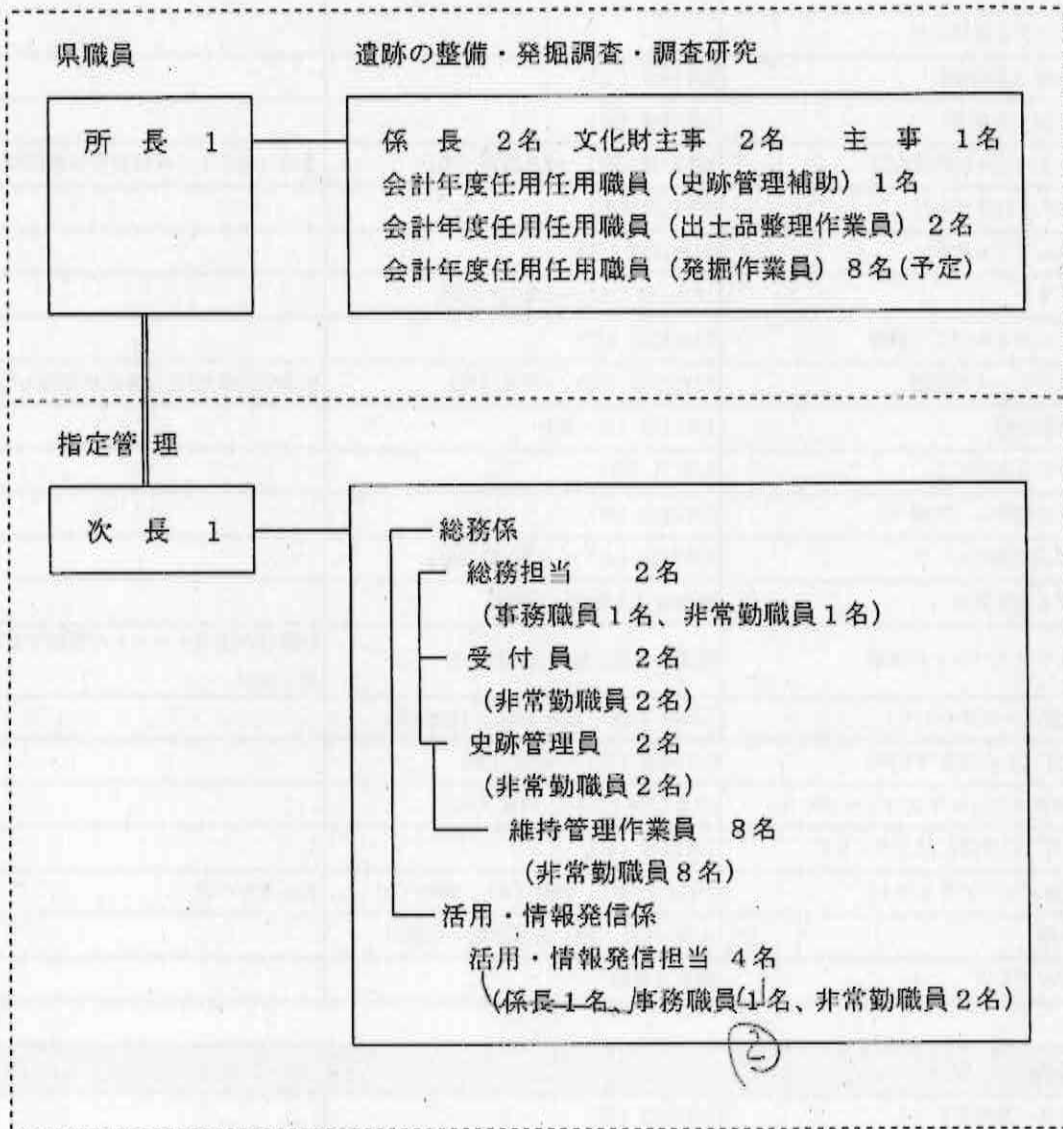 県職員　　遺跡の整備・発掘調査・調査研究
所　長　1
係　長　2名　文化財主事　2名　　主　事　1名
会計年度任用任用職員（史跡管理補助）1名
会計年度任用任用職員（出土品整理作業員）2名
会計年度任用任用職員（発掘作業員）8名(予定)
指定管理
次　長　1
総務係
総務担当　　2名
（事務職員1名、非常勤職員1名）
受付員　　2名
（非常勤職員2名）
史跡管理員　2名
（非常勤職員2名）
維持管理作業員　8名
（非常勤職員8名）
活用・情報発信係
活用・情報発信担当 4名
（係長1名、事務職員1名、非常勤職員2名）
②